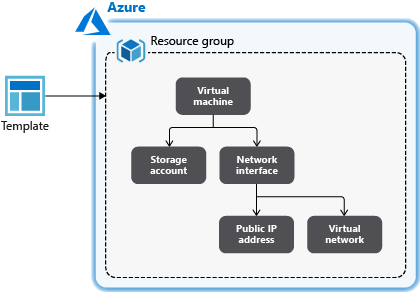 Azure
Resource group
Template
Virtual
machine
Storage
account
Network
interface
Public IP
address
Virtual
network